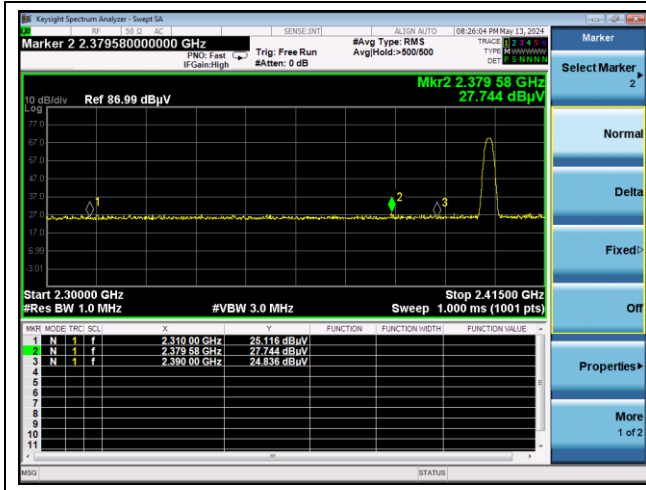 Keysight Spectrum Analyzer - Swept SA
RF 50 Ω AC SENSE:INT ALIGN AUTO 08:26:04 PM May 13, 2024
Marker 2 2.379580000000 GHz
PNO: Fast
IFGain:High
Trig: Free Run
#Atten: 0 dB
#Avg Type: RMS
Avg|Hold:>500/500
TRACE 1 2 3 4 5 6
TYPE M WWWWW
DET P S N N N N
Mkr2 2.379 58 GHz
27.744 dBµV
10 dB/div Ref 86.99 dBµV
Log
77.0
67.0
57.0
47.0
37.0
27.0
17.0
6.99
-3.01
1
2
3
Start 2.30000 GHz Stop 2.41500 GHz
#Res BW 1.0 MHz #VBW 3.0 MHz Sweep 1.000 ms (1001 pts)
MKR MODE TRC SCL X Y FUNCTION FUNCTION WIDTH FUNCTION VALUE
1 N 1 f 2.310 00 GHz 25.116 dBµV
2 N 1 f 2.379 58 GHz 27.744 dBµV
3 N 1 f 2.390 00 GHz 24.836 dBµV
4
5
6
7
8
9
10
11
MSG STATUS
Marker
Select Marker
2
Normal
Delta
Fixed
Off
Properties
More
1 of 2